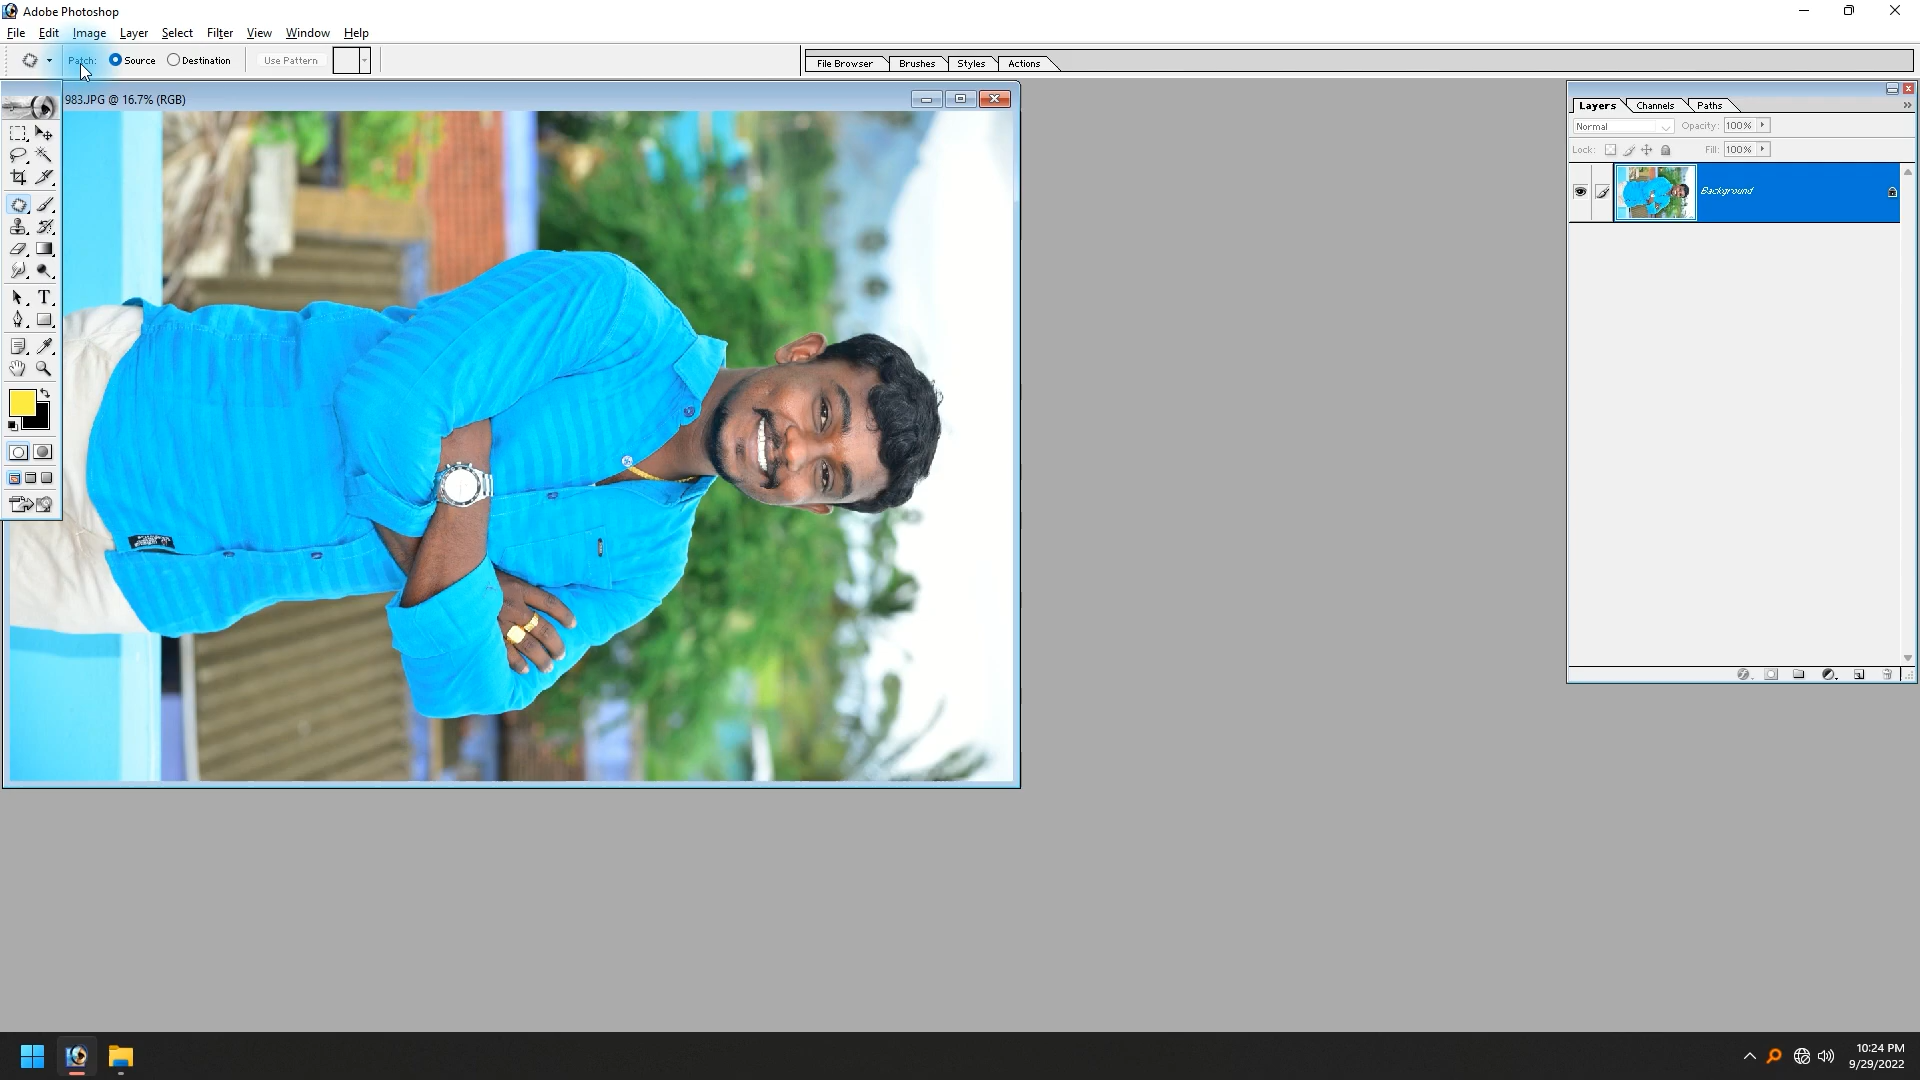 Adobe Photoshop
File Edit Image Layer Select Filter View Window Help
Patch: Source Destination Use Pattern
File Browser Brushes Styles Actions
983.JPG @ 16.7% (RGB)
Layers Channels Paths
Normal Opacity: 100%
Lock: Fill: 100%
Background
T
10:24 PM
9/29/2022